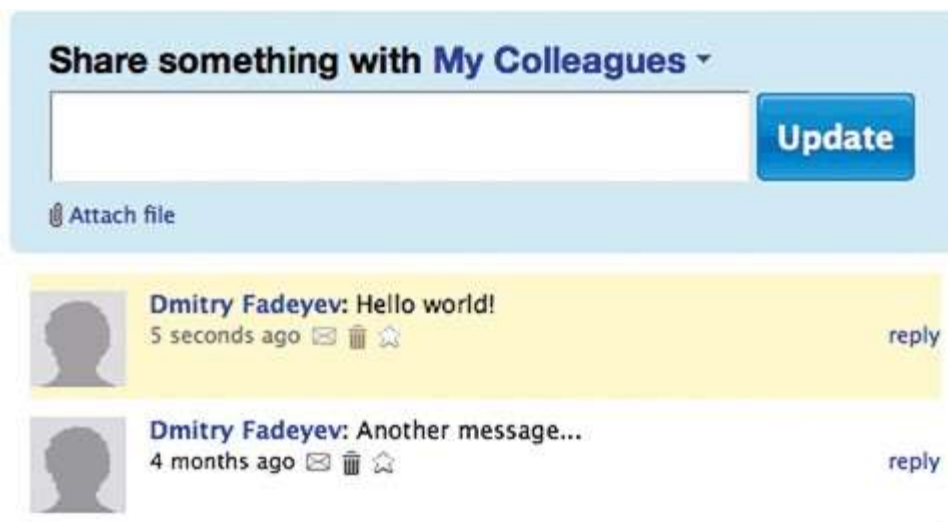 Share something with My Colleagues
Update
Attach file
Dmitry Fadeyev: Hello world!
5 seconds ago
reply
Dmitry Fadeyev: Another message...
4 months ago
reply